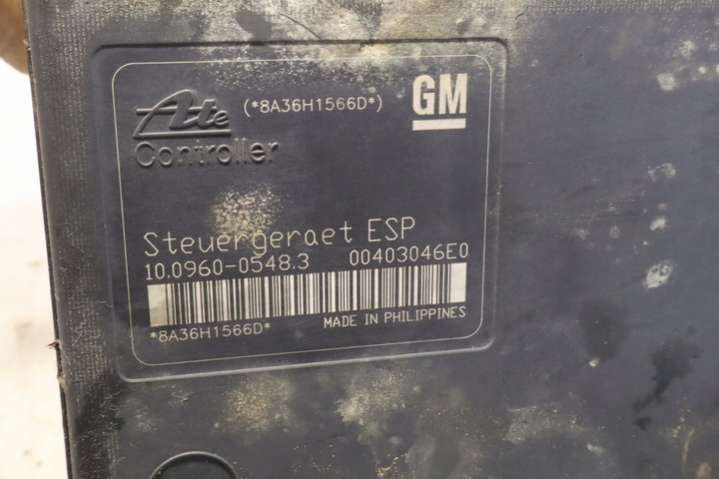 Ate (*8A36H1566D*) GM
Controller
Steuergeraet ESP
10.0960-0548.3 00403046E0
*8A36H1566D* MADE IN PHILIPPINES